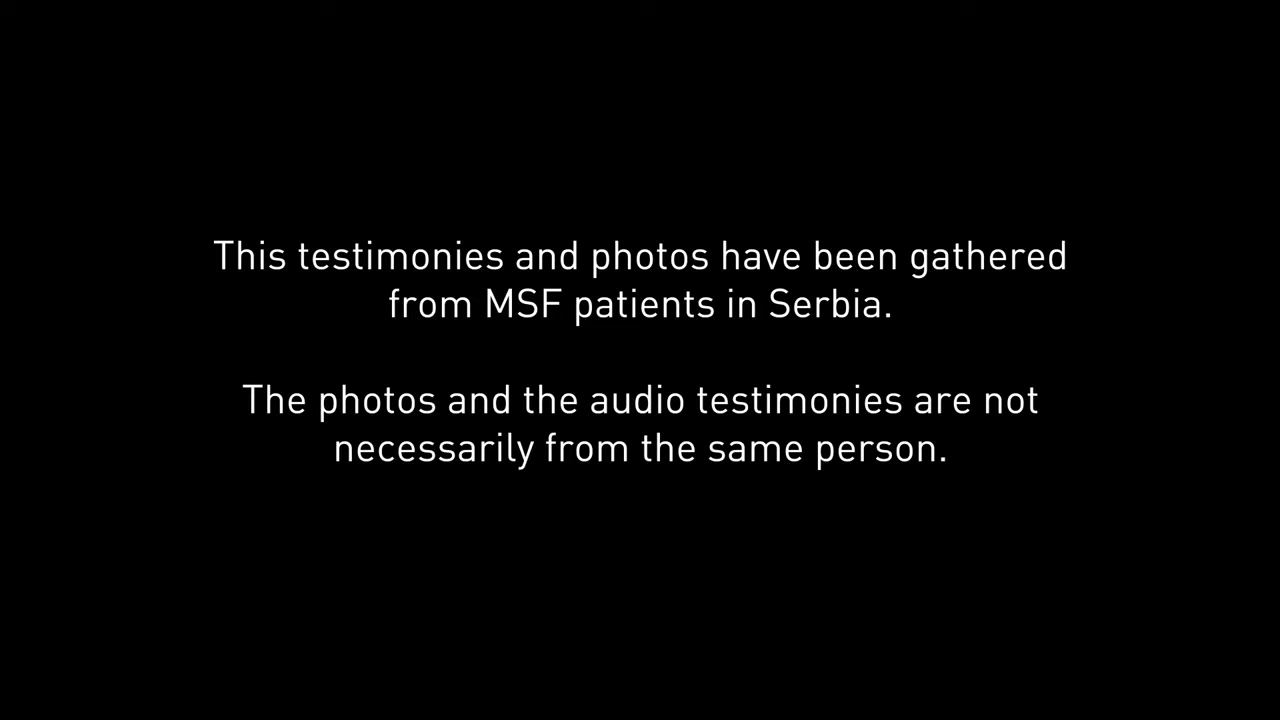 This testimonies and photos have been gathered
from MSF patients in Serbia.
The photos and the audio testimonies are not
necessarily from the same person.